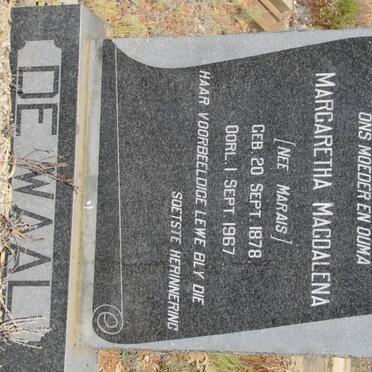 DE WAAL
ONS MOEDER EN OUMA
MARGARETHA MAGDALENA
[NEE MARAIS]
GEB. 20 SEPT. 1878
OORL. 1 SEPT. 1967.
HAAR VOORBEELDIGE LEWE BLY DIE
SOETSTE HERINNERING